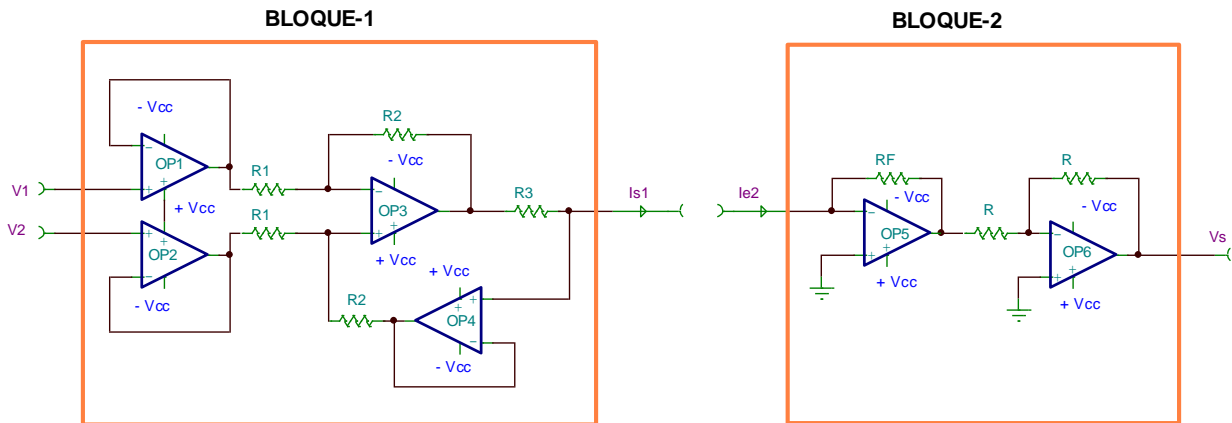 BLOQUE-1
BLOQUE-2
- Vcc
R2
OP1
- Vcc
RF
R
V1
R1
OP3
R3
Is1
Ie2
- Vcc
- Vcc
+ Vcc
OP5
R
OP6
Vs
V2
R1
OP2
+ Vcc
+ Vcc
+ Vcc
+ Vcc
- Vcc
R2
OP4
- Vcc